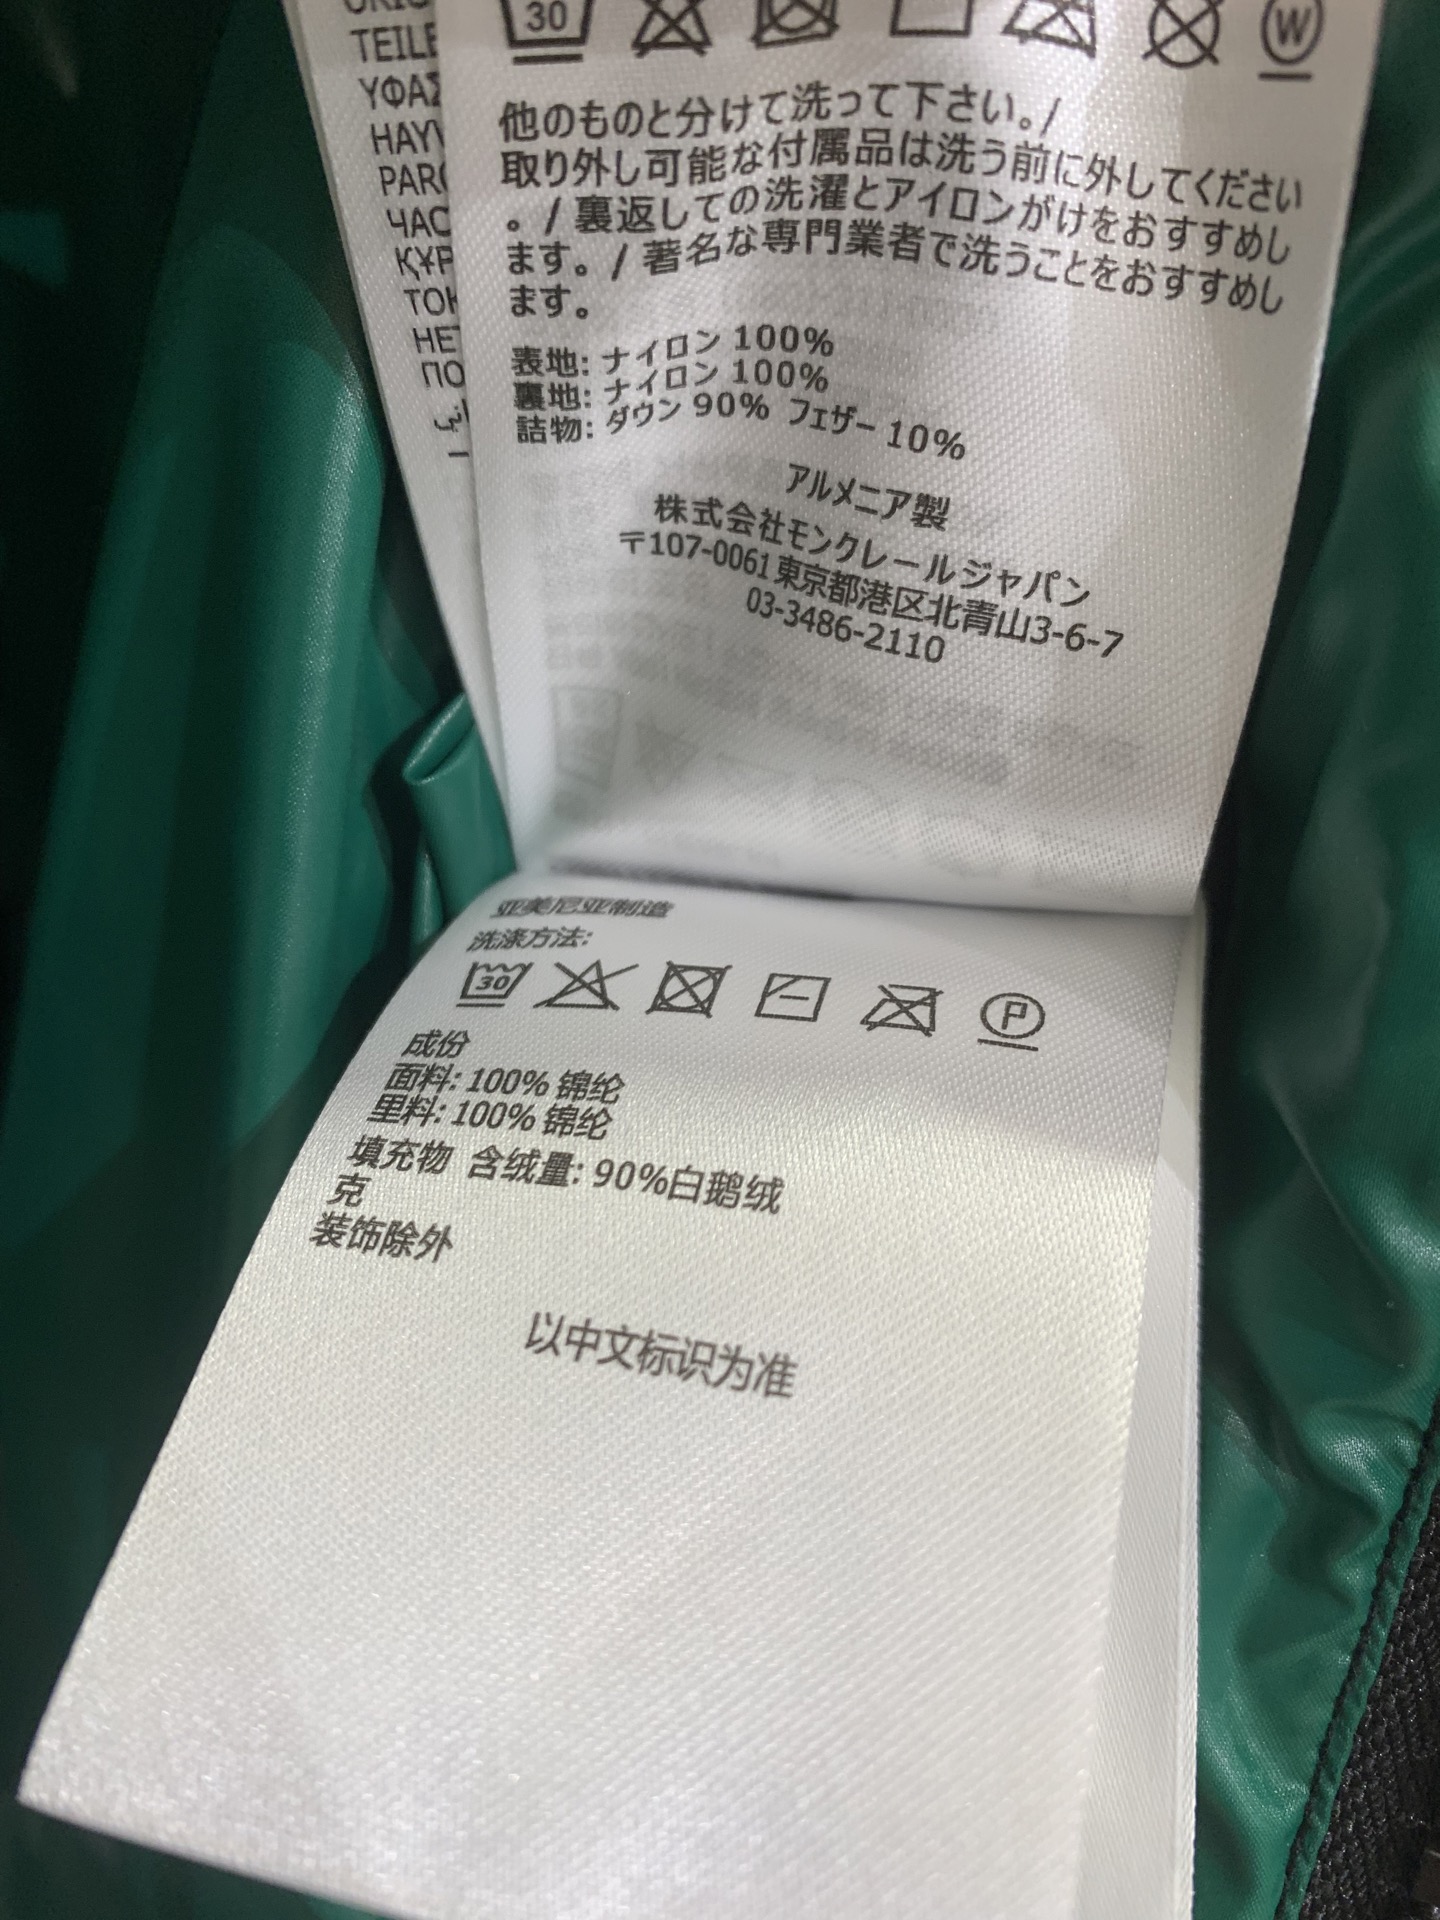 TEILE
ΥΦΑΣ
HAYV
PAR
ЧАС
ҚҰР
ТОК
НЕТ
ПО
30
W
他のものと分けて洗って下さい。/
取り外し可能な付属品は洗う前に外してください
。/ 裏返しての洗濯とアイロンがけをおすすめし
ます。/ 著名な専門業者で洗うことをおすすめし
ます。
表地: ナイロン 100%
裏地: ナイロン 100%
詰物: ダウン 90% フェザー 10%
アルメニア製
株式会社モンクレールジャパン
〒107-0061 東京都港区北青山3-6-7
03-3486-2110
亚美尼亚制造
洗涤方法:
30
P
成份
面料: 100% 锦纶
里料: 100% 锦纶
填充物 含绒量: 90%白鹅绒
克
装饰除外
以中文标识为准